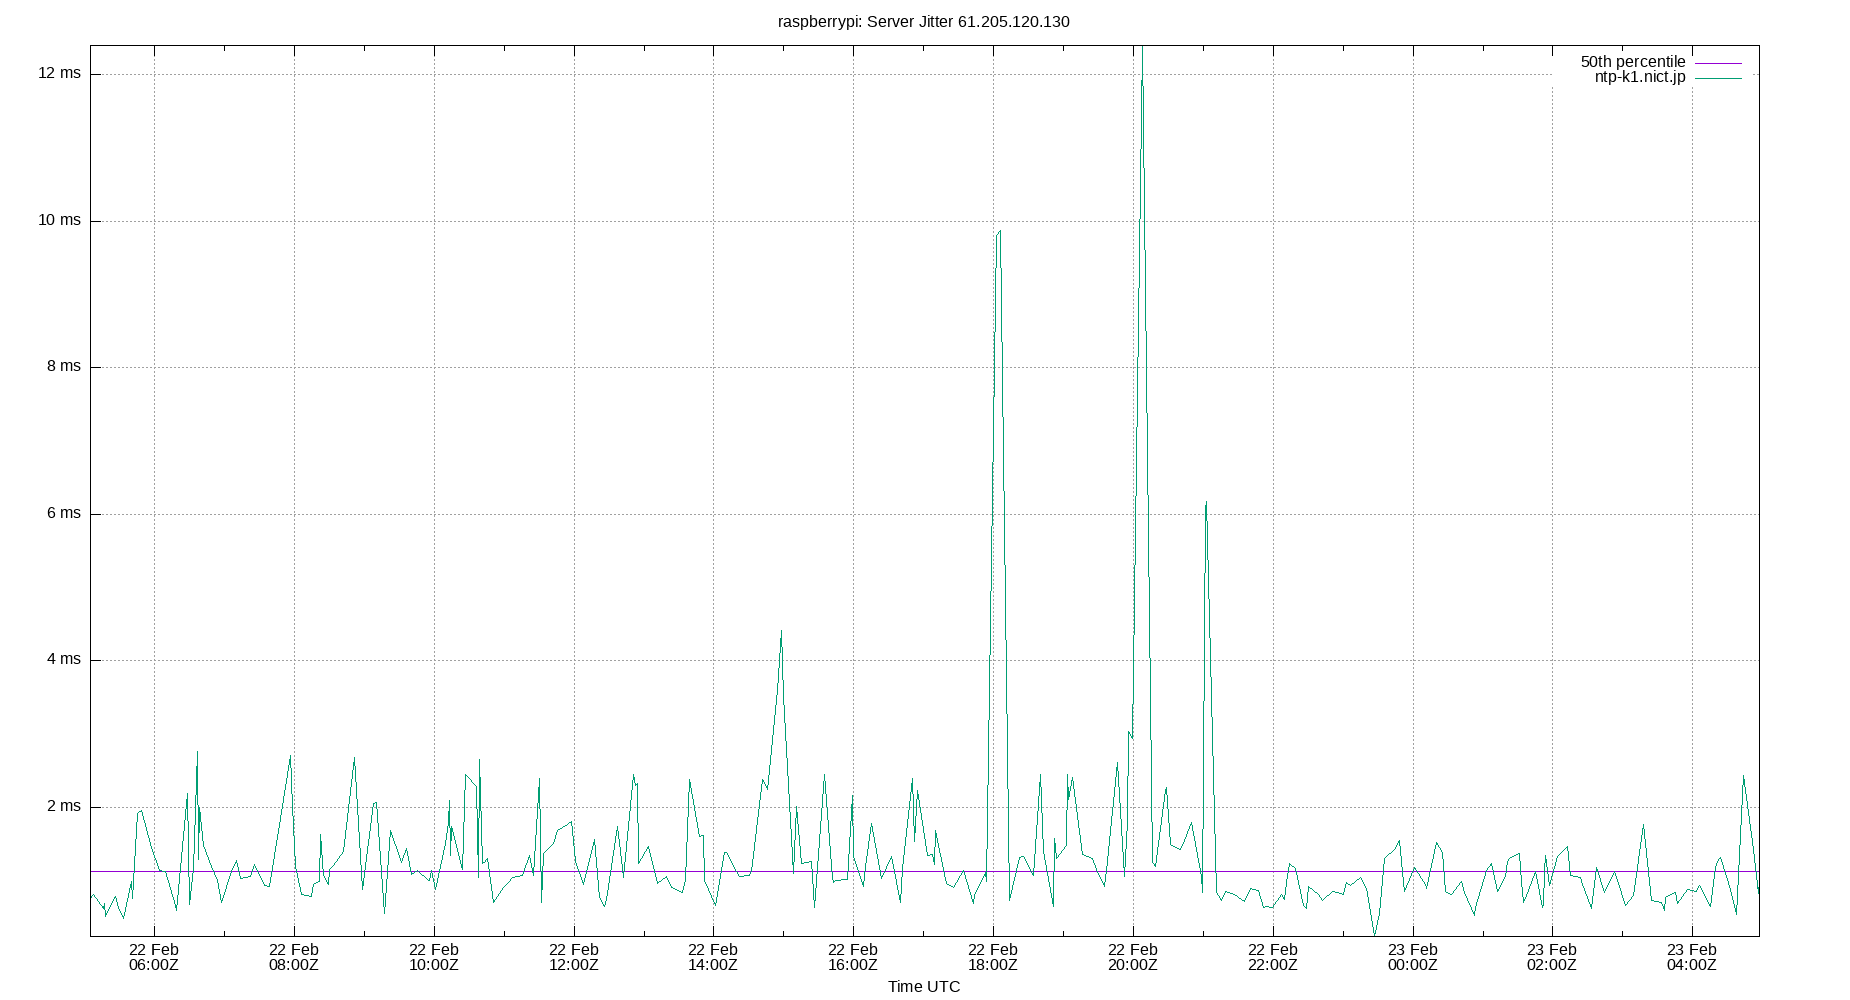 raspberrypi: Server Jitter 61.205.120.130
50th percentile
ntp-k1.nict.jp
12 ms
10 ms
8 ms
6 ms
4 ms
2 ms
22 Feb 22 Feb 22 Feb 22 Feb 22 Feb 22 Feb 22 Feb 22 Feb 22 Feb 23 Feb 23 Feb 23 Feb
06:00Z 08:00Z 10:00Z 12:00Z 14:00Z 16:00Z 18:00Z 20:00Z 22:00Z 00:00Z 02:00Z 04:00Z
Time UTC